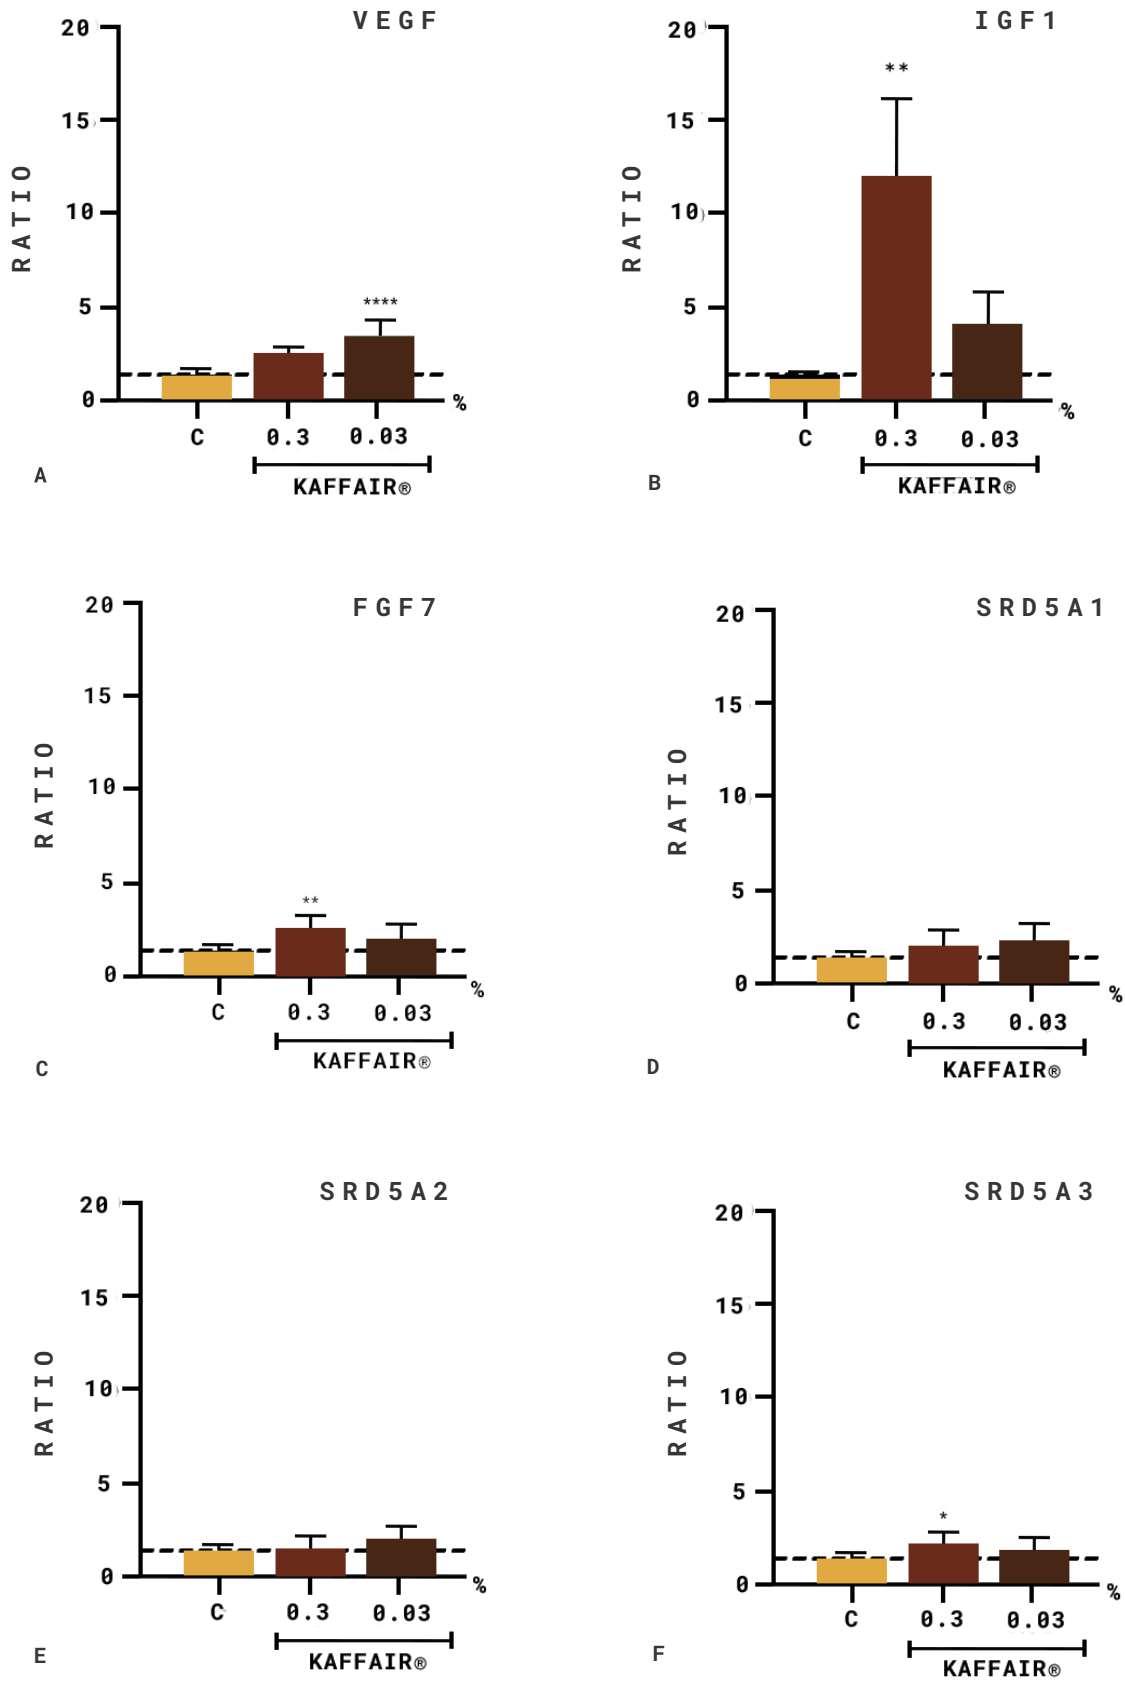 VEGF
20
15
10
5
0
RATIO
****
%
C 0.3 0.03
KAFFAIR®
A
IGF1
20
15
10
5
0
RATIO
**
%
C 0.3 0.03
KAFFAIR®
B
FGF7
20
15
10
5
0
RATIO
**
%
C 0.3 0.03
KAFFAIR®
C
SRD5A1
20
15
10
5
0
RATIO
%
C 0.3 0.03
KAFFAIR®
D
SRD5A2
20
15
10
5
0
RATIO
%
C 0.3 0.03
KAFFAIR®
E
SRD5A3
20
15
10
5
0
RATIO
*
%
C 0.3 0.03
KAFFAIR®
F